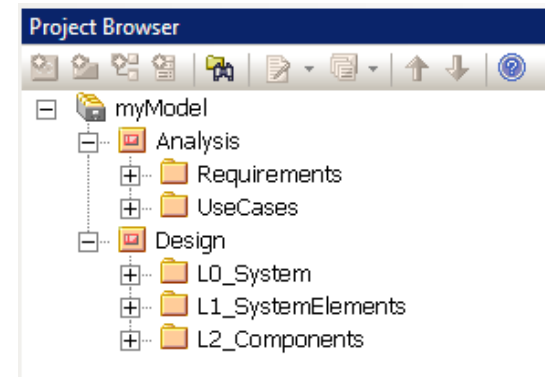 Project Browser
myModel
Analysis
Requirements
UseCases
Design
L0_System
L1_SystemElements
L2_Components